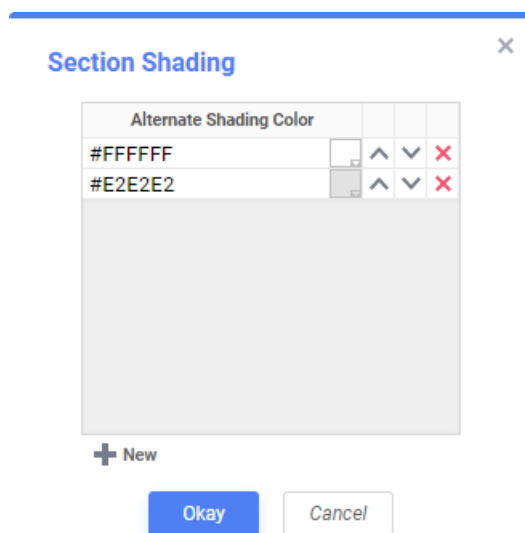 Section Shading
Alternate Shading Color
#FFFFFF
#E2E2E2
New
Okay
Cancel